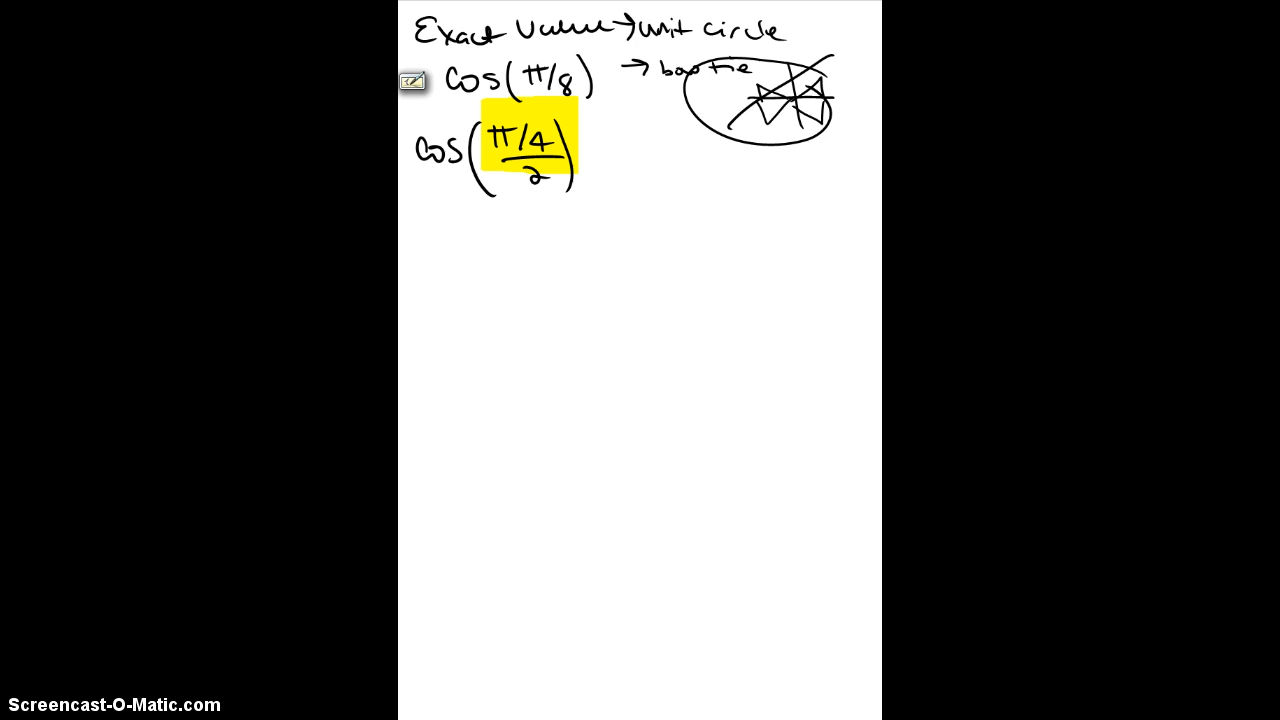 Exact Value → unit circle
cos(π/8) → bow tie
cos(π/4/2)
Screencast-O-Matic.com